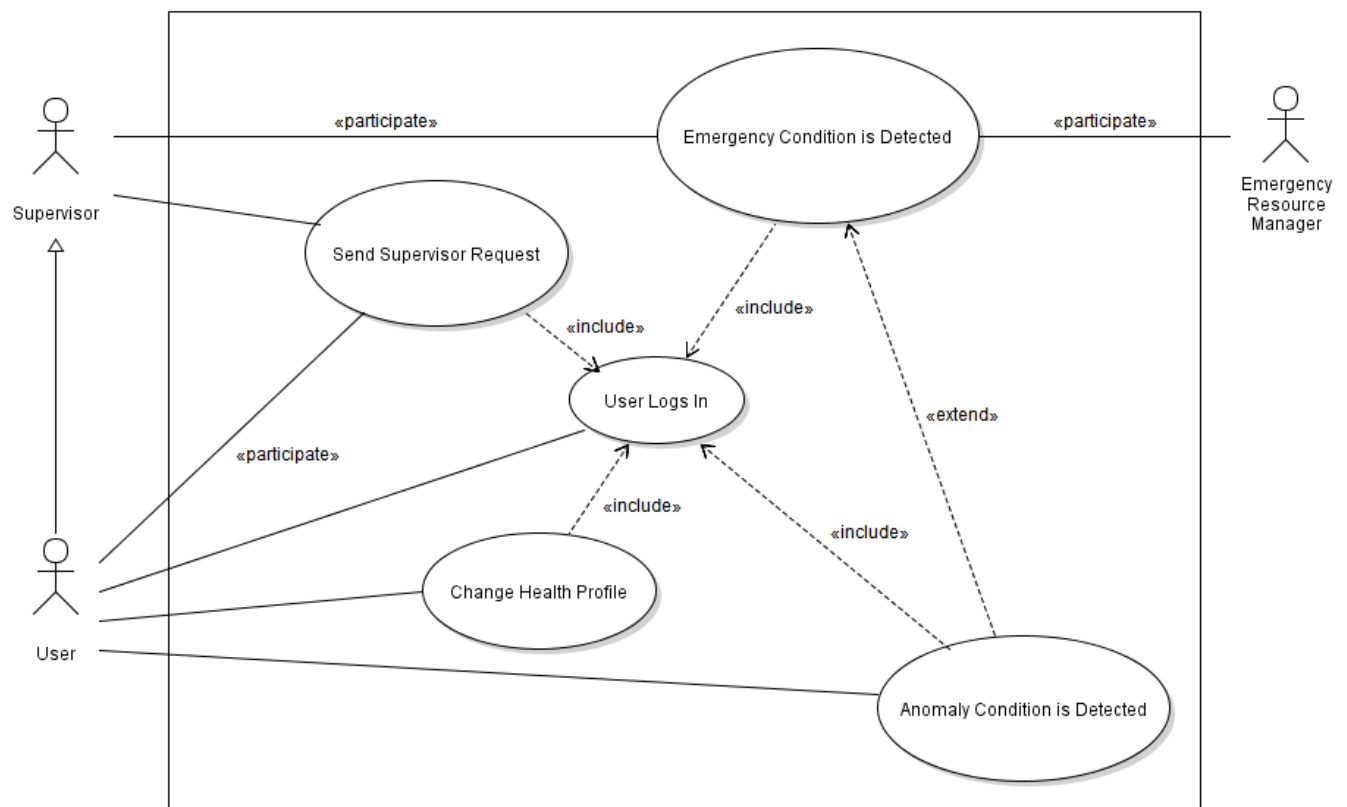 «participate»
«participate»
Emergency Condition is Detected
Supervisor
Emergency
Resource
Manager
Send Supervisor Request
«include»
«include»
User Logs In
«extend»
«participate»
«include»
«include»
Change Health Profile
User
Anomaly Condition is Detected